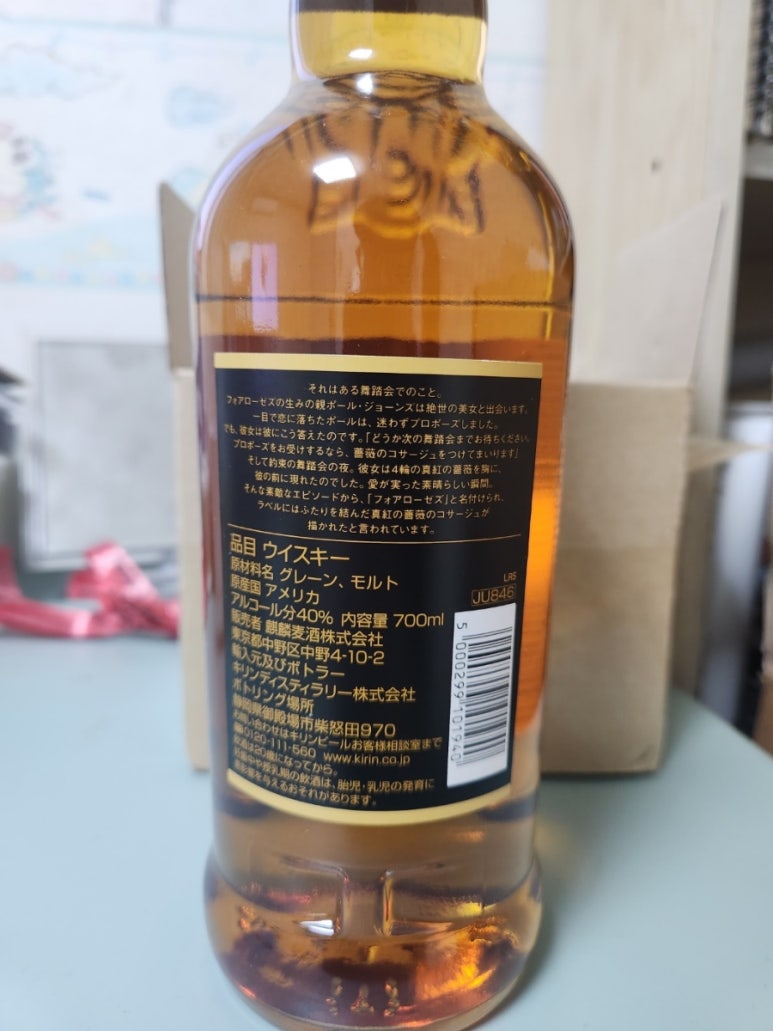 それはある舞踏会でのこと。
フォアローゼズの生みの親ポール・ジョーンズは絶世の美女と出会います。
一目で恋に落ちたポールは、迷わずプロポーズしました。
でも、彼女は彼にこう答えたのです。「どうか次の舞踏会までお待ちください。
プロポーズをお受けするなら、薔薇のコサージュをつけてまいります」
そして約束の舞踏会の夜。彼女は4輪の真紅の薔薇を胸に、
彼の前に現れたのでした。愛が実った素晴らしい瞬間。
そんな素敵なエピソードから、「フォアローゼズ」と名付けられ、
ラベルにはふたりを結んだ真紅の薔薇のコサージュが
描かれたと言われています。
品目 ウイスキー
原材料名 グレーン、モルト
原産国 アメリカ
アルコール分40% 内容量 700ml
販売者 麒麟麦酒株式会社
東京都中野区中野4-10-2
輸入元及びボトラー
キリンディスティラリー株式会社
ボトリング場所
静岡県御殿場市柴怒田970
お問い合わせはキリンビールお客様相談室まで
0120-111-560 www.kirin.co.jp
飲酒は20歳になってから。
妊娠中や授乳期の飲酒は、胎児・乳児の発育に
悪影響を与えるおそれがあります。
LR5
JU846
5 000299 101940